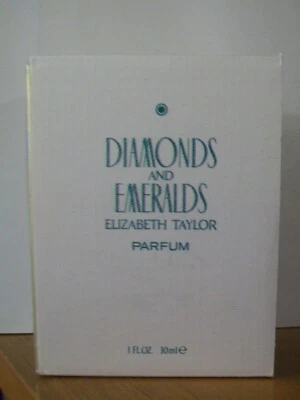 DIAMONDS
AND
EMERALDS
ELIZABETH TAYLOR
PARFUM
1 FL.OZ. 30ml ℮